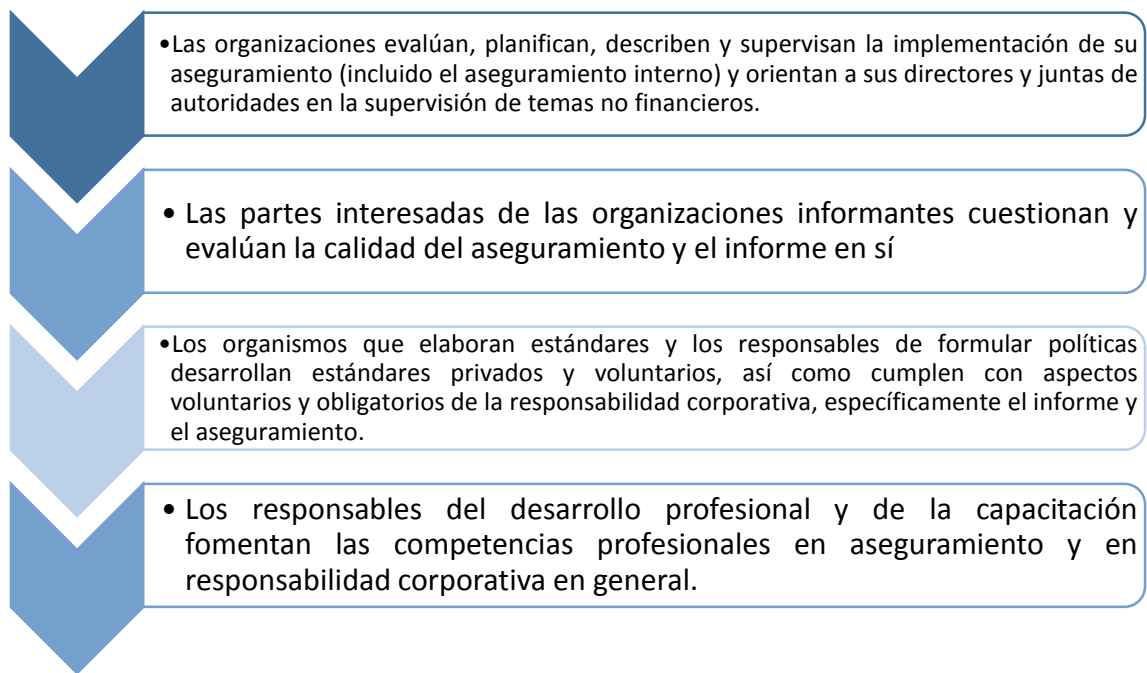 •Las organizaciones evalúan, planifican, describen y supervisan la implementación de su
aseguramiento (incluido el aseguramiento interno) y orientan a sus directores y juntas de
autoridades en la supervisión de temas no financieros.
• Las partes interesadas de las organizaciones informantes cuestionan y
evalúan la calidad del aseguramiento y el informe en sí
•Los organismos que elaboran estándares y los responsables de formular políticas
desarrollan estándares privados y voluntarios, así como cumplen con aspectos
voluntarios y obligatorios de la responsabilidad corporativa, específicamente el informe y
el aseguramiento.
• Los responsables del desarrollo profesional y de la capacitación
fomentan las competencias profesionales en aseguramiento y en
responsabilidad corporativa en general.